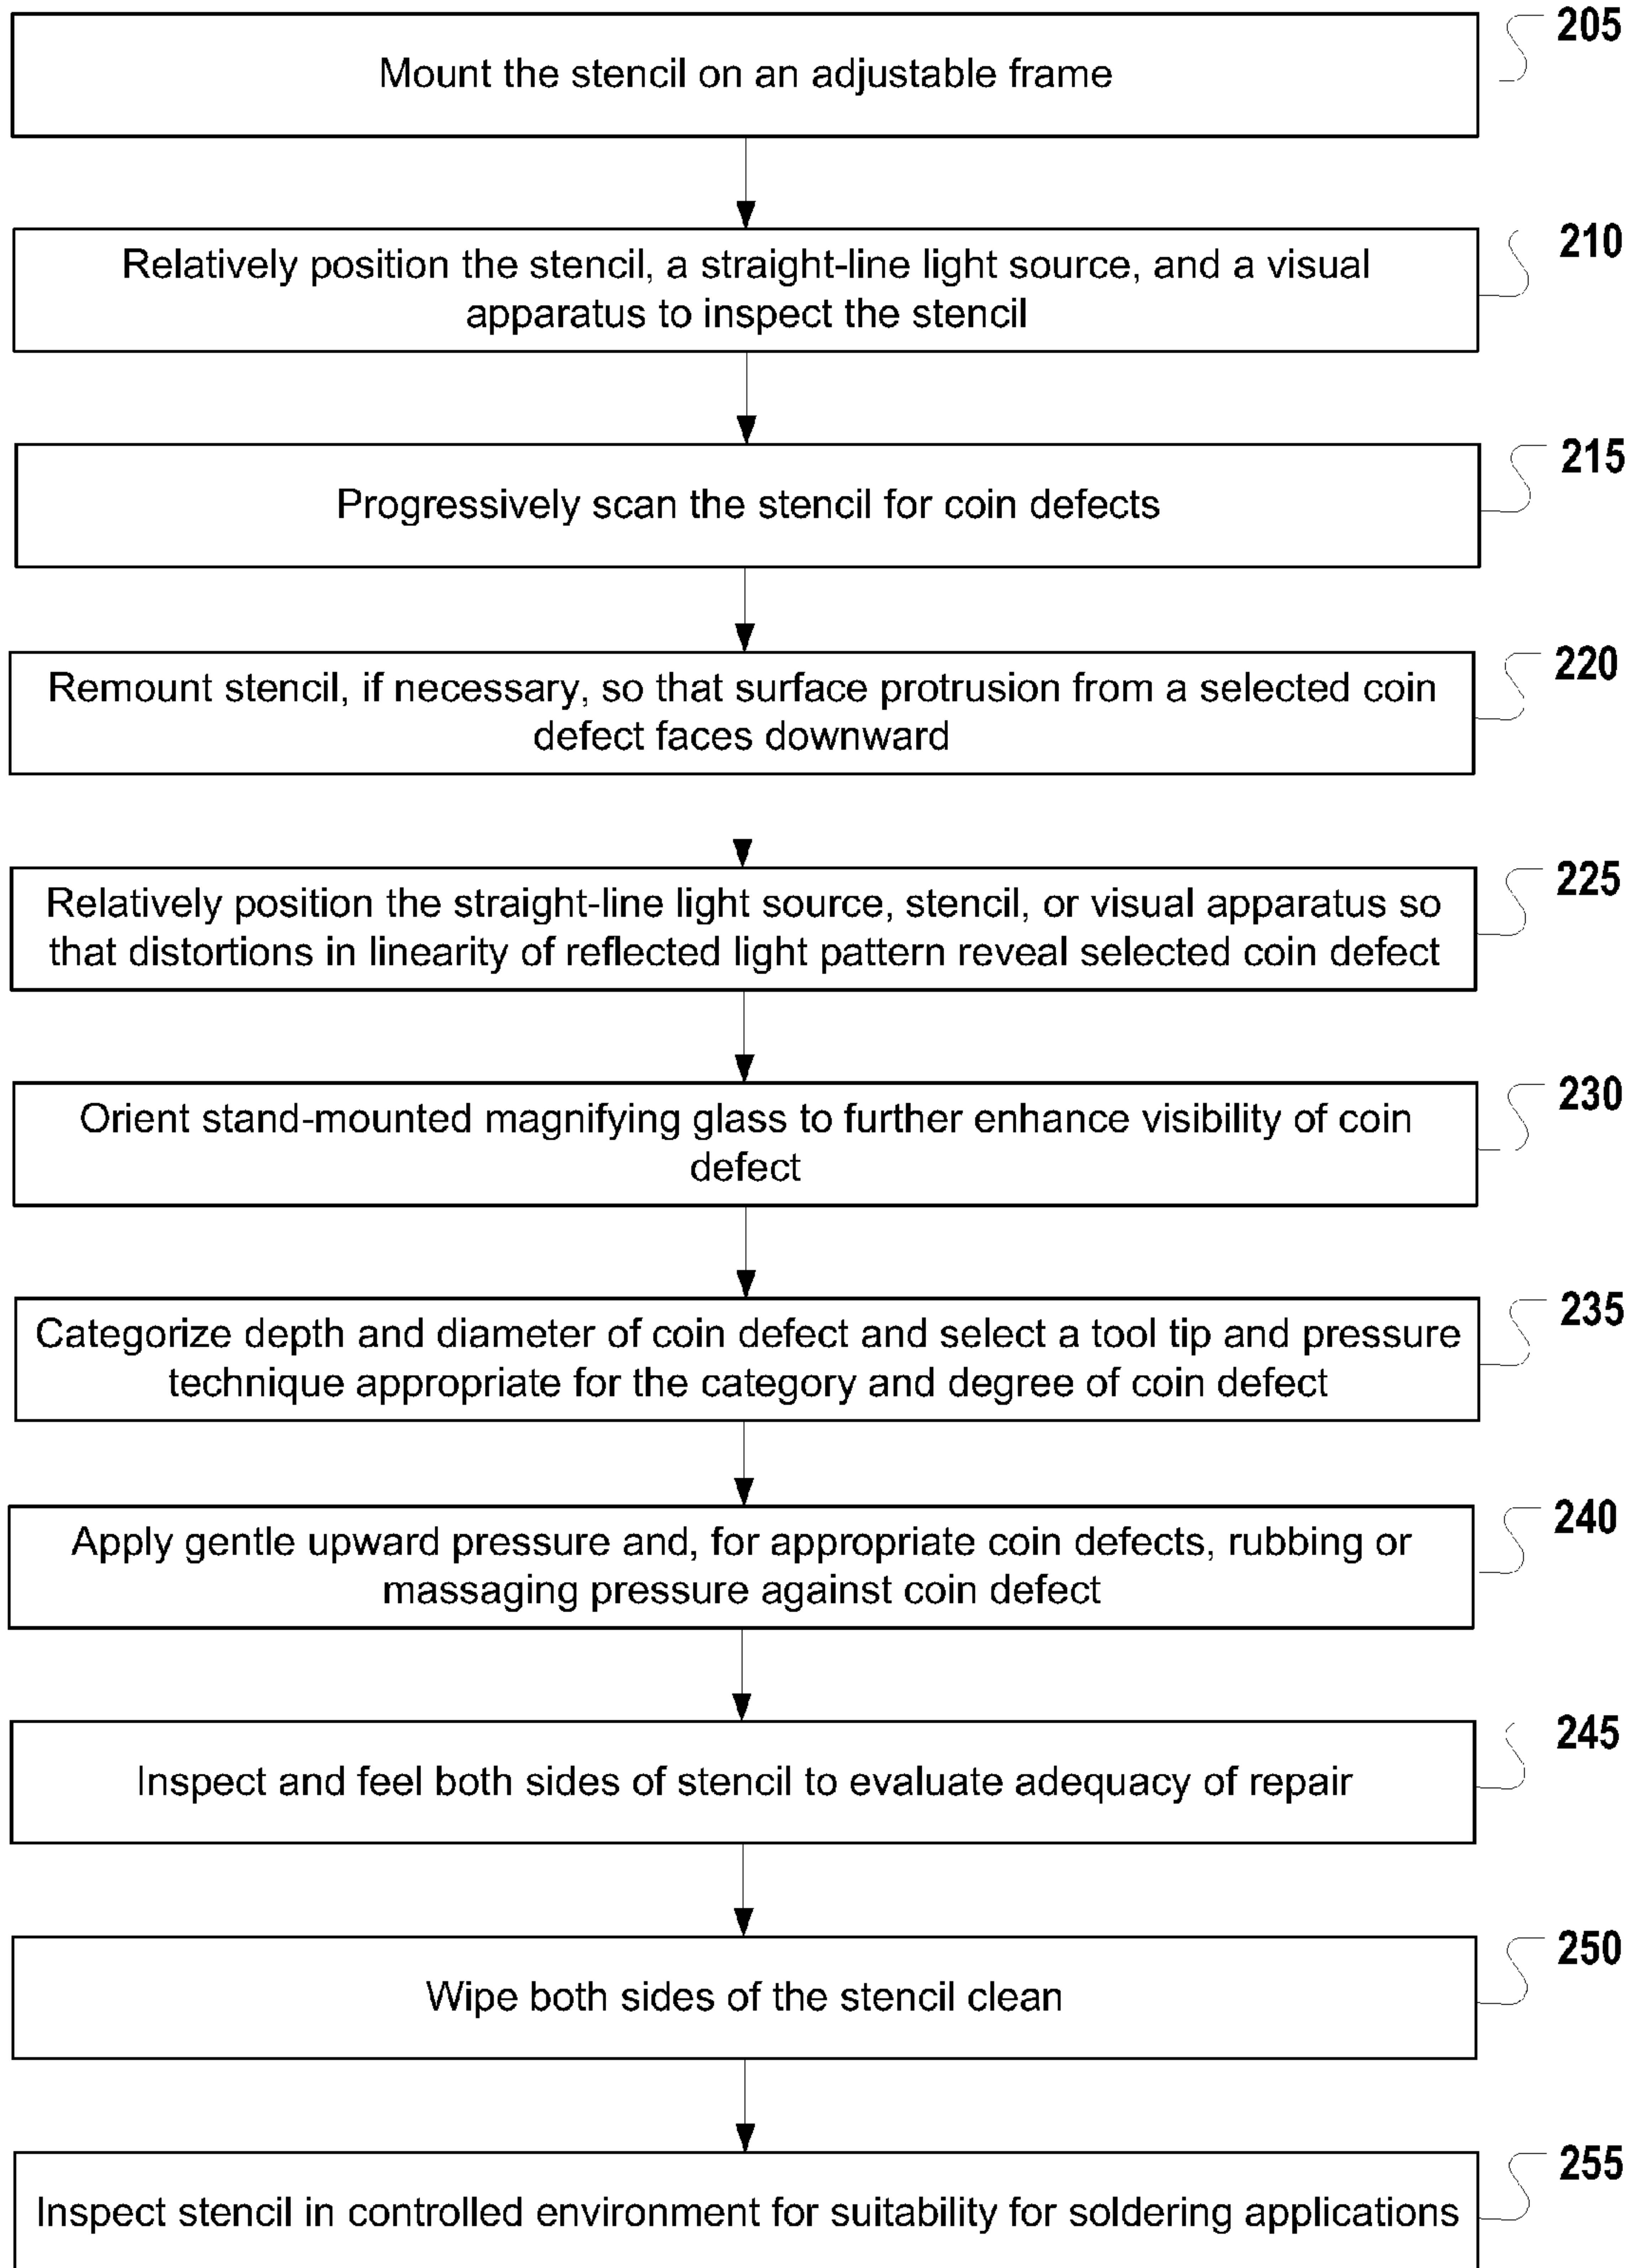 205
Mount the stencil on an adjustable frame
210
Relatively position the stencil, a straight-line light source, and a visual
apparatus to inspect the stencil
215
Progressively scan the stencil for coin defects
220
Remount stencil, if necessary, so that surface protrusion from a selected coin
defect faces downward
225
Relatively position the straight-line light source, stencil, or visual apparatus so
that distortions in linearity of reflected light pattern reveal selected coin defect
230
Orient stand-mounted magnifying glass to further enhance visibility of coin
defect
235
Categorize depth and diameter of coin defect and select a tool tip and pressure
technique appropriate for the category and degree of coin defect
240
Apply gentle upward pressure and, for appropriate coin defects, rubbing or
massaging pressure against coin defect
245
Inspect and feel both sides of stencil to evaluate adequacy of repair
250
Wipe both sides of the stencil clean
255
Inspect stencil in controlled environment for suitability for soldering applications